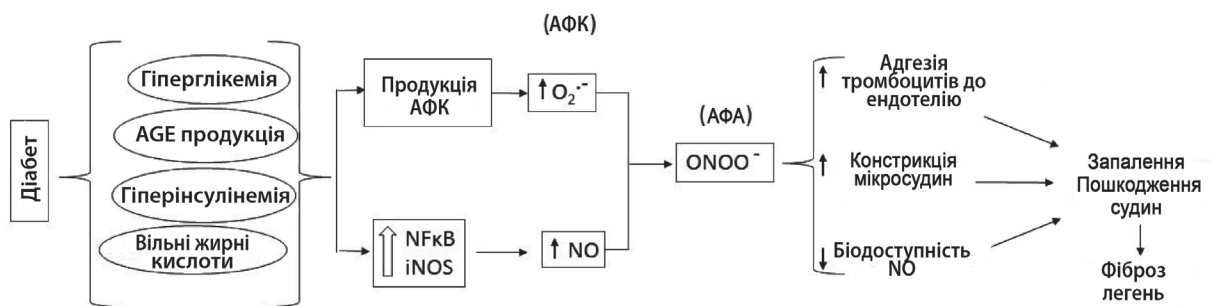 Діабет
Гіперглікемія
AGE продукція
Гіперінсулінемія
Вільні жирні
кислоти
Продукція
АФК
NFκB
iNOS
(АФК)
↑ O₂•⁻
↑ NO
(АФА)
ONOO⁻
↑ Адгезія
тромбоцитів до
ендотелію
↑ Констрикція
мікросудин
↓ Біодоступність
NO
Запалення
Пошкодження
судин
Фіброз
легень